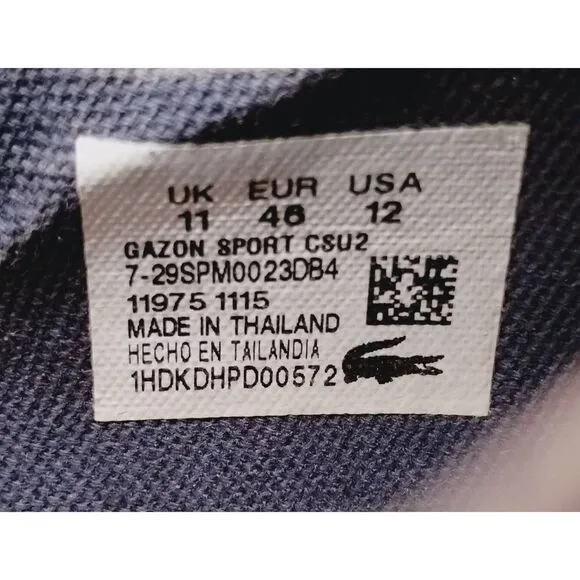 UK EUR USA
11 46 12
GAZON SPORT CSU2
7-29SPM0023DB4
11975 1115
MADE IN THAILAND
HECHO EN TAILANDIA
1HDKDHPD00572